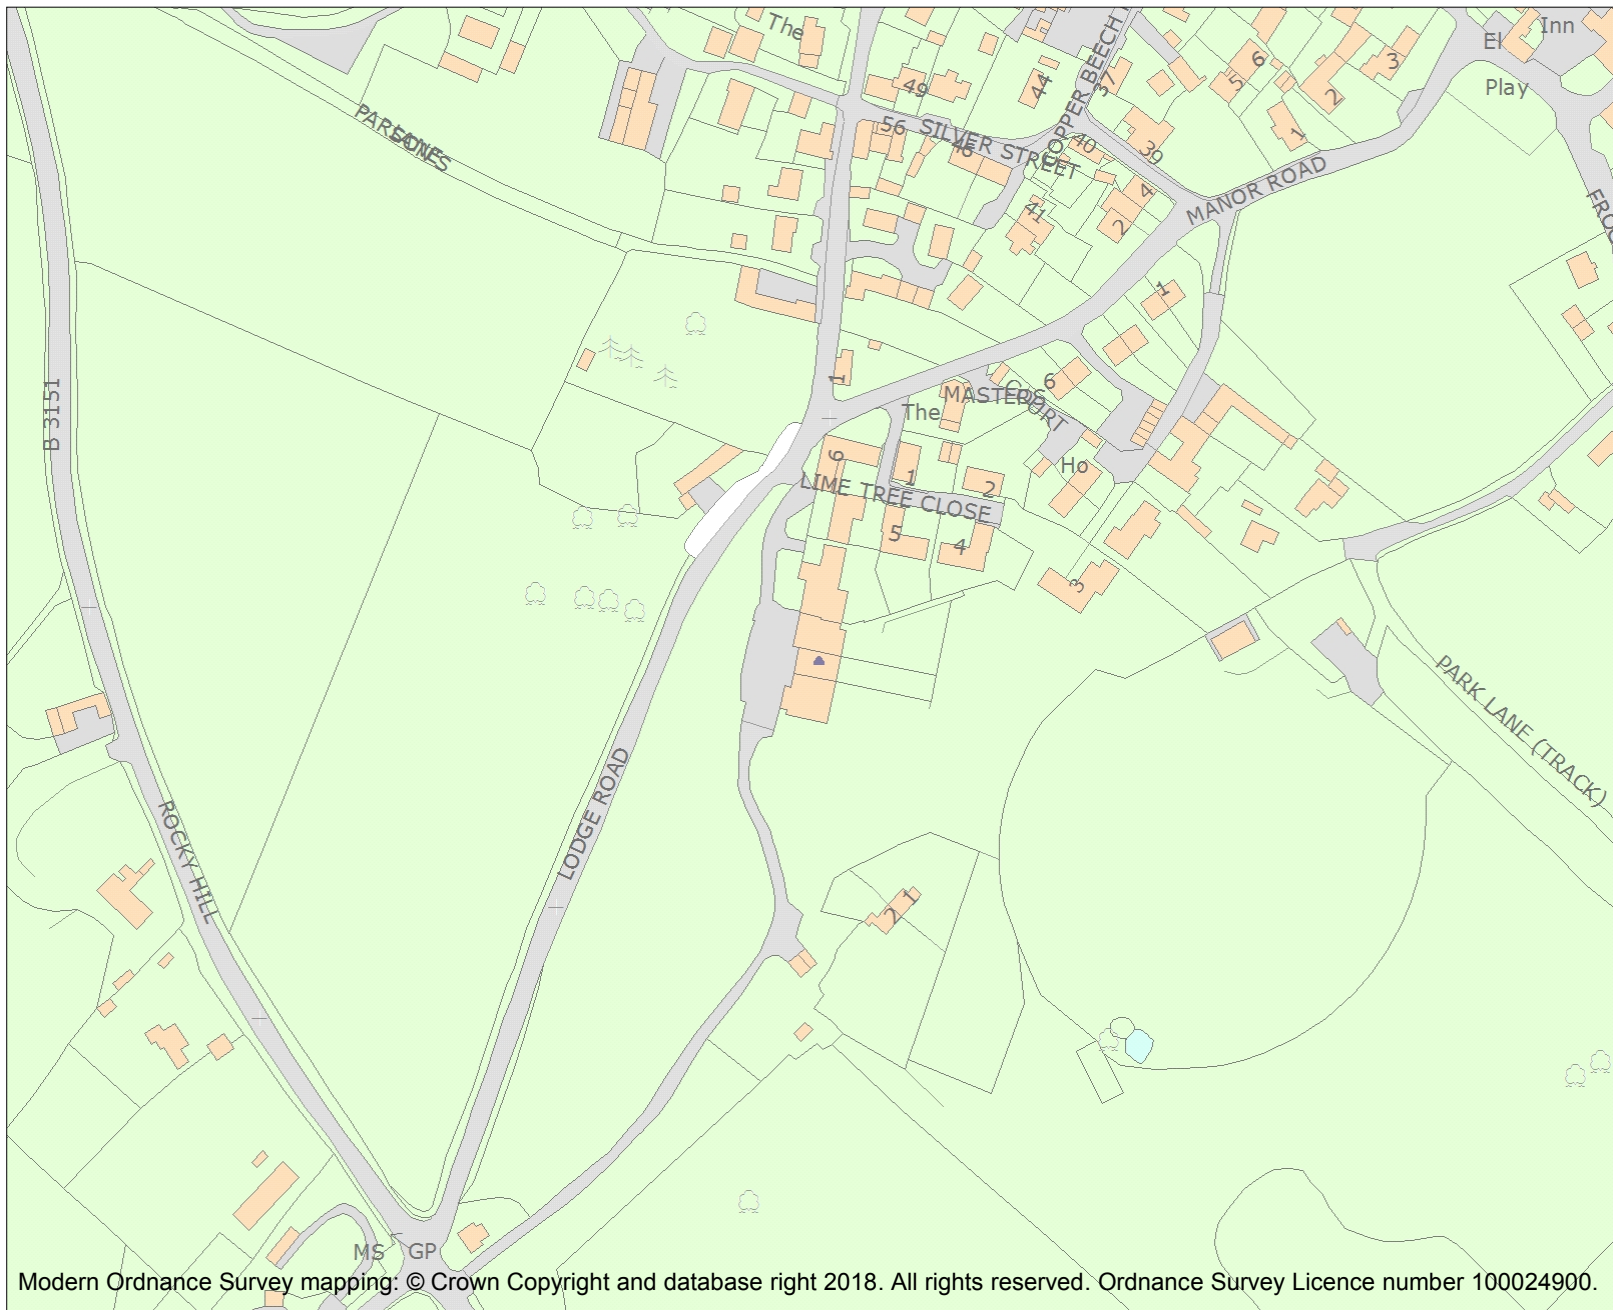 The
Inn
El
Play
49
44
37
COPPER BEECH
5
6
2
3
1
PARSONS
LANE
56
SILVER STREET
46
40
39
41
4
2
MANOR ROAD
1
B 3151
1
The
MASTERS
COURT
6
Ho
6
LIME TREE CLOSE
1
2
5
4
3
PARK LANE (TRACK)
LODGE ROAD
ROCKY HILL
2 1
MS
GP
Modern Ordnance Survey mapping: © Crown Copyright and database right 2018. All rights reserved. Ordnance Survey Licence number 100024900.